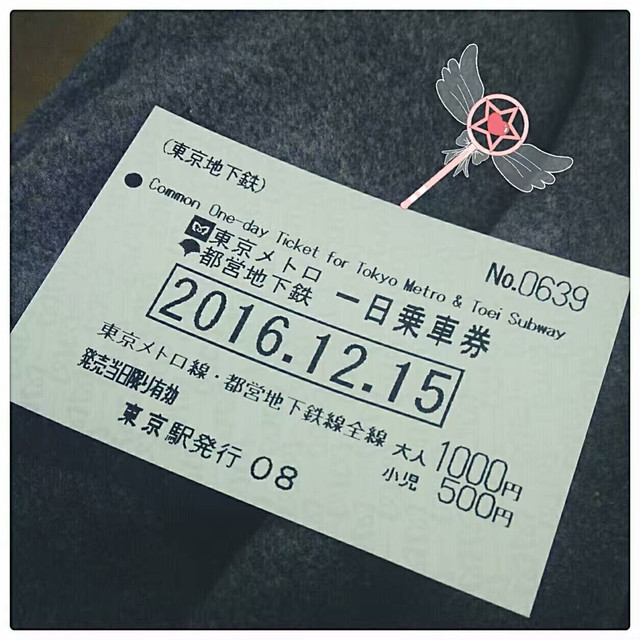 (東京地下鉄)
Common One-day Ticket for Tokyo Metro & Toei Subway
No.0639
東京メトロ
都営地下鉄 一日乗車券
2016.12.15
東京メトロ線・都営地下鉄線全線 大人 1000円
発売当日限り有効 小児 500円
東京駅発行 08